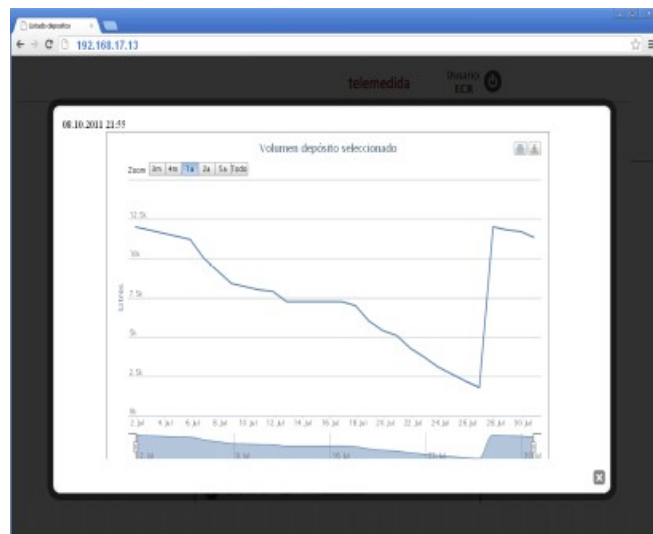 listado depositos
192.168.17.13
telemedida
Usuario
ECR
08.10.2011 21:55
Volumen depósito seleccionado
Zoom 3m 4m 1a 2a 5a Todo
12.5k
10k
7.5k
5k
2.5k
0k
Litros
2. Jul 4. Jul 6. Jul 8. Jul 10. Jul 12. Jul 14. Jul 16. Jul 18. Jul 20. Jul 22. Jul 24. Jul 26. Jul 28. Jul 30. Jul